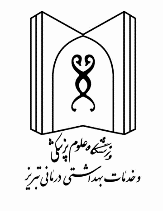 دانشگاه علوم پزشکی
و خدمات بهداشتی درمانی تبریز